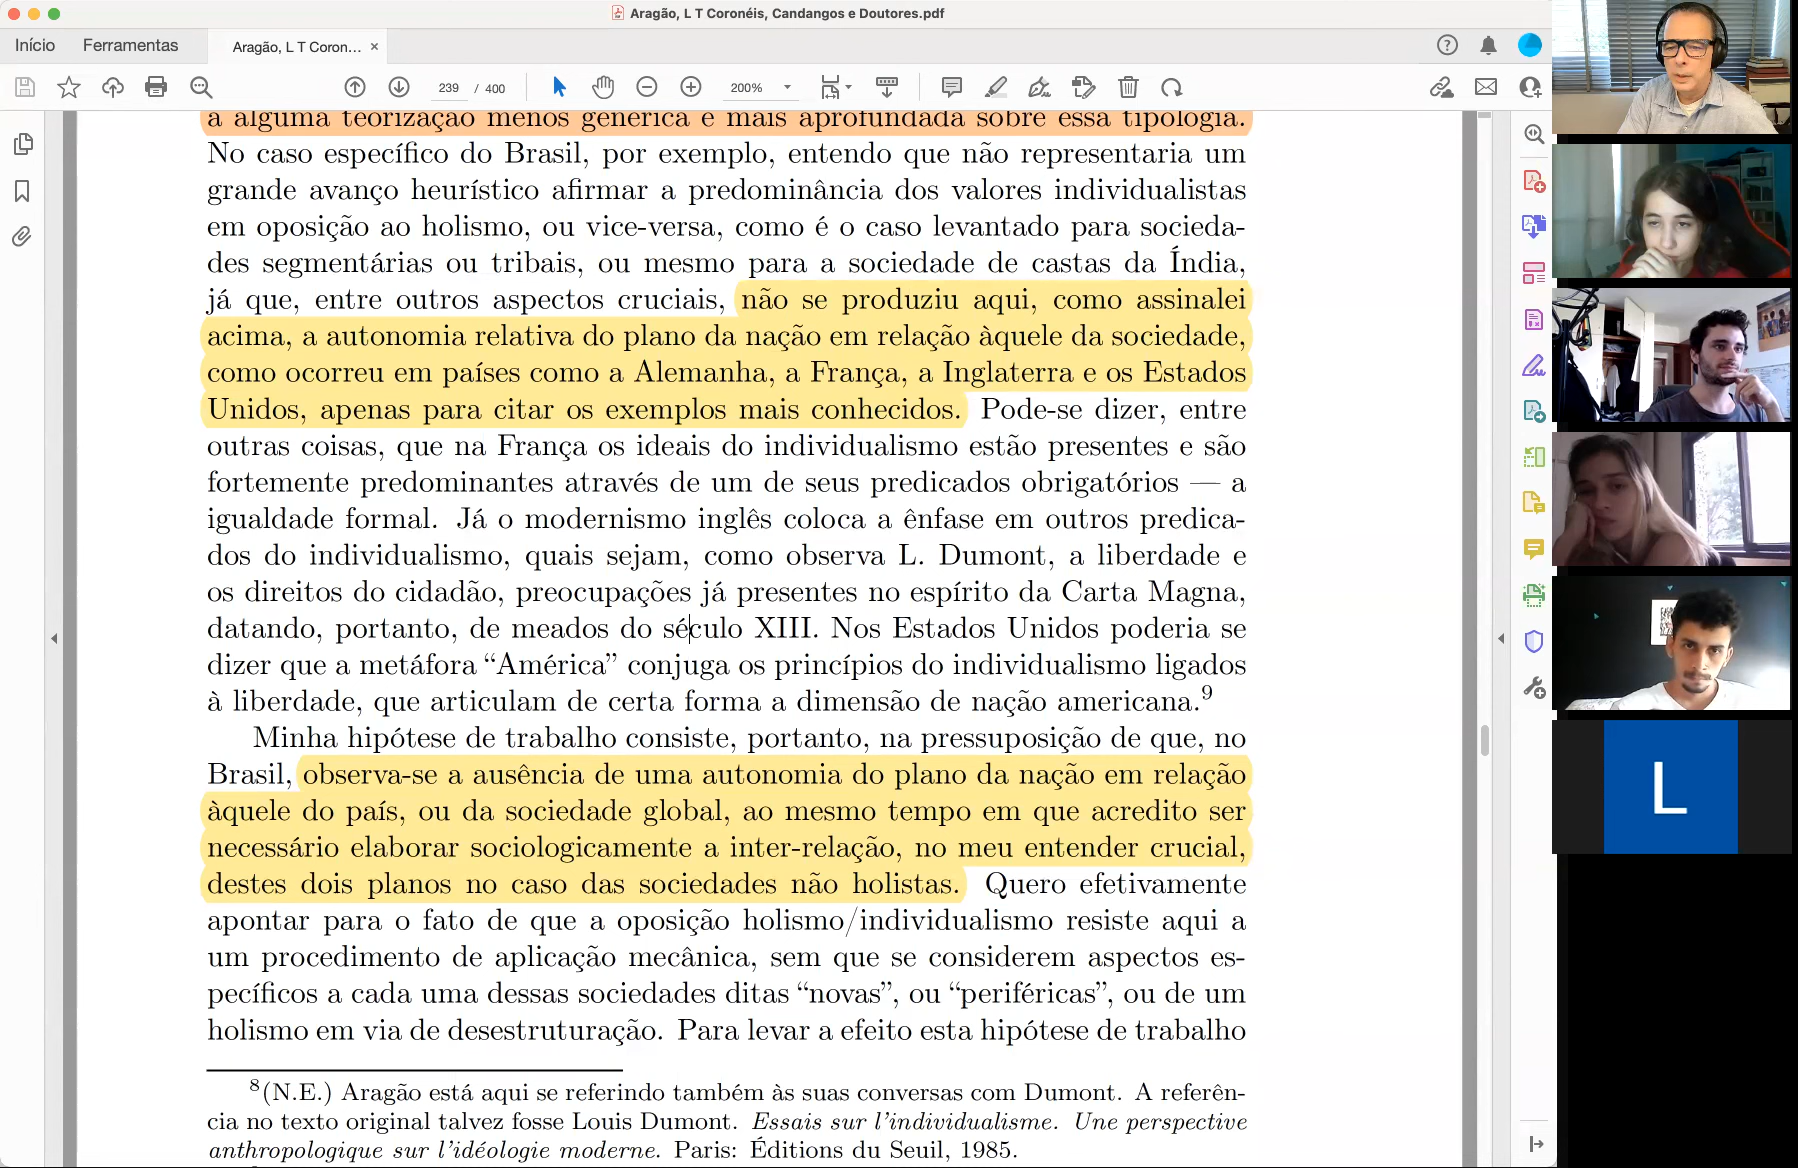 Aragão, L T Coronéis, Candangos e Doutores.pdf
Início
Ferramentas
Aragão, L T Coron... ×
239 / 400
200%
a alguma teorização menos genérica e mais aprofundada sobre essa tipologia.
No caso específico do Brasil, por exemplo, entendo que não representaria um
grande avanço heurístico afirmar a predominância dos valores individualistas
em oposição ao holismo, ou vice-versa, como é o caso levantado para socieda-
des segmentárias ou tribais, ou mesmo para a sociedade de castas da Índia,
já que, entre outros aspectos cruciais, não se produziu aqui, como assinalei
acima, a autonomia relativa do plano da nação em relação àquele da sociedade,
como ocorreu em países como a Alemanha, a França, a Inglaterra e os Estados
Unidos, apenas para citar os exemplos mais conhecidos. Pode-se dizer, entre
outras coisas, que na França os ideais do individualismo estão presentes e são
fortemente predominantes através de um de seus predicados obrigatórios — a
igualdade formal. Já o modernismo inglês coloca a ênfase em outros predica-
dos do individualismo, quais sejam, como observa L. Dumont, a liberdade e
os direitos do cidadão, preocupações já presentes no espírito da Carta Magna,
datando, portanto, de meados do século XIII. Nos Estados Unidos poderia se
dizer que a metáfora “América” conjuga os princípios do individualismo ligados
à liberdade, que articulam de certa forma a dimensão de nação americana.9
Minha hipótese de trabalho consiste, portanto, na pressuposição de que, no
Brasil, observa-se a ausência de uma autonomia do plano da nação em relação
àquele do país, ou da sociedade global, ao mesmo tempo em que acredito ser
necessário elaborar sociologicamente a inter-relação, no meu entender crucial,
destes dois planos no caso das sociedades não holistas. Quero efetivamente
apontar para o fato de que a oposição holismo/individualismo resiste aqui a
um procedimento de aplicação mecânica, sem que se considerem aspectos es-
pecíficos a cada uma dessas sociedades ditas “novas”, ou “periféricas”, ou de um
holismo em via de desestruturação. Para levar a efeito esta hipótese de trabalho
8(N.E.) Aragão está aqui se referindo também às suas conversas com Dumont. A referên-
cia no texto original talvez fosse Louis Dumont. Essais sur l'individualisme. Une perspective
anthropologique sur l'idéologie moderne. Paris: Éditions du Seuil, 1985.
L